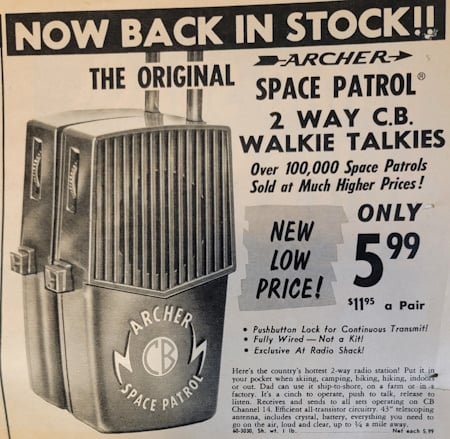 NOW BACK IN STOCK!!
ARCHER
THE ORIGINAL SPACE PATROL®
2 WAY C.B.
WALKIE TALKIES
Over 100,000 Space Patrols
Sold at Much Higher Prices!
NEW
LOW
PRICE!
ONLY
5 99
$11 95 a Pair
• Pushbutton Lock for Continuous Transmit!
• Fully Wired — Not a Kit!
• Exclusive At Radio Shack!
ARCHER
CB
SPACE PATROL
Here's the country's hottest 2-way radio station! Put it in
your pocket when skiing, camping, biking, hiking, indoors
or out. Dad can use it ship-to-shore, on a farm or in a
factory. It's a cinch to operate, push to talk, release to
listen. Receives and sends to all sets operating on CB
Channel 14. Efficient all-transistor circuitry. 43" telescoping
antenna, includes crystal, battery, everything you need to
go on the air, loud and clear, up to ¼ a mile away.
60-3030, Sh. wt. 1 lb. Net each 5.99